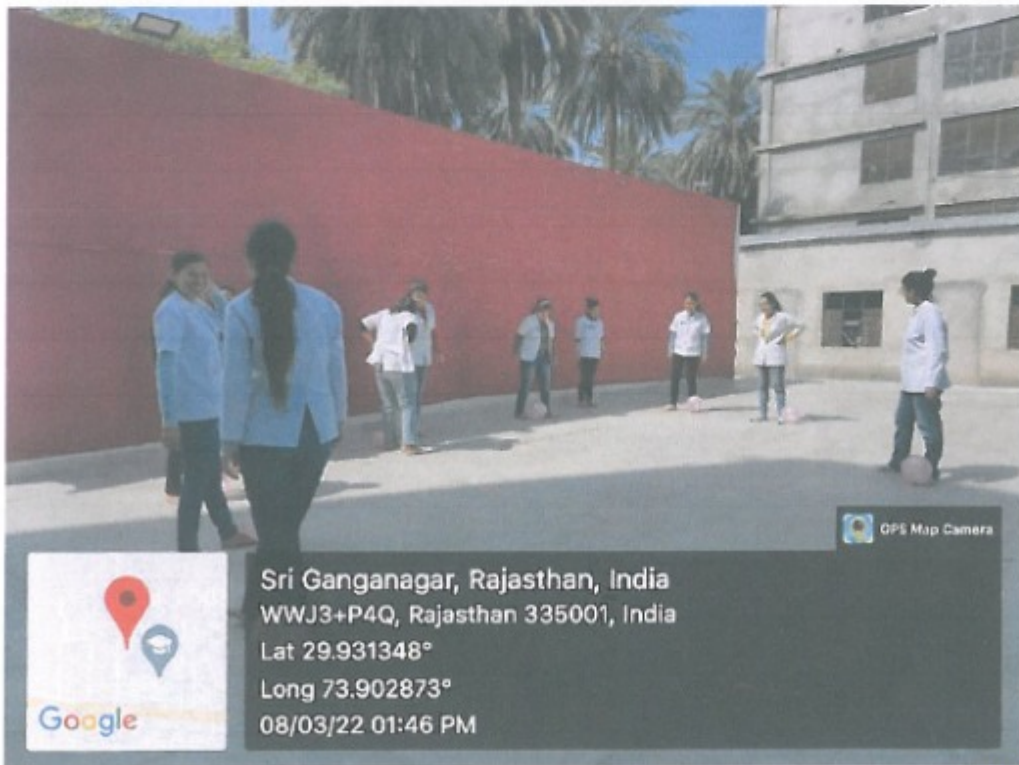 GPS Map Camera
Sri Ganganagar, Rajasthan, India
WWJ3+P4Q, Rajasthan 335001, India
Lat 29.931348°
Long 73.902873°
08/03/22 01:46 PM
Google